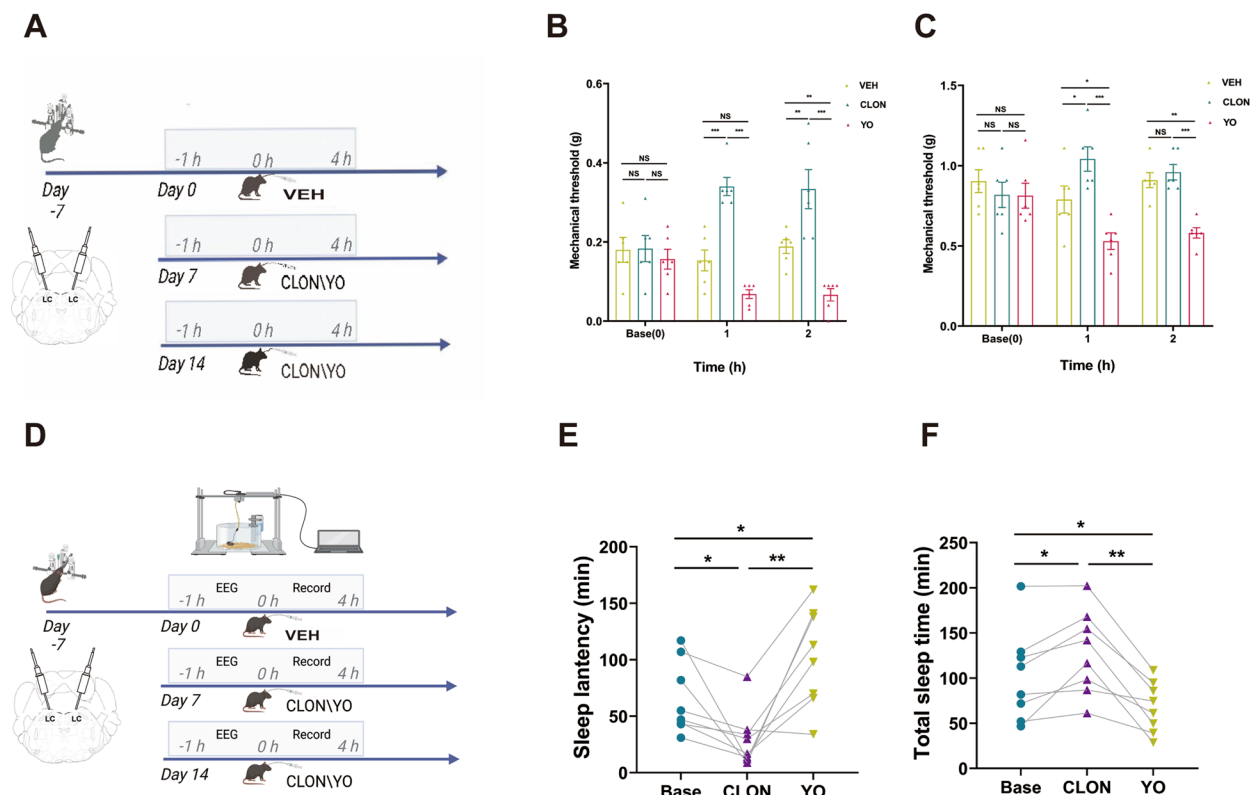 A
-1 h 0 h 4 h
Day -7
Day 0
VEH
LC LC
-1 h 0 h 4 h
Day 7
CLON\YO
-1 h 0 h 4 h
Day 14
CLON\YO
B
VEH
CLON
YO
Mechanical threshold (g)
0.6
0.4
0.2
0.0
NS
NS NS
NS
*** ***
**
** ***
Base(0) 1 2
Time (h)
C
VEH
CLON
YO
Mechanical threshold (g)
1.5
1.0
0.5
0.0
NS
NS NS
*
* ***
**
NS ***
Base(0) 1 2
Time (h)
D
EEG Record
-1 h 0 h 4 h
Day -7
Day 0
VEH
LC LC
EEG Record
-1 h 0 h 4 h
Day 7
CLON\YO
EEG Record
-1 h 0 h 4 h
Day 14
CLON\YO
E
Sleep lantency (min)
200
150
100
50
0
*
* **
Base CLON YO
F
Total sleep time (min)
250
200
150
100
50
0
*
* **
Base CLON YO